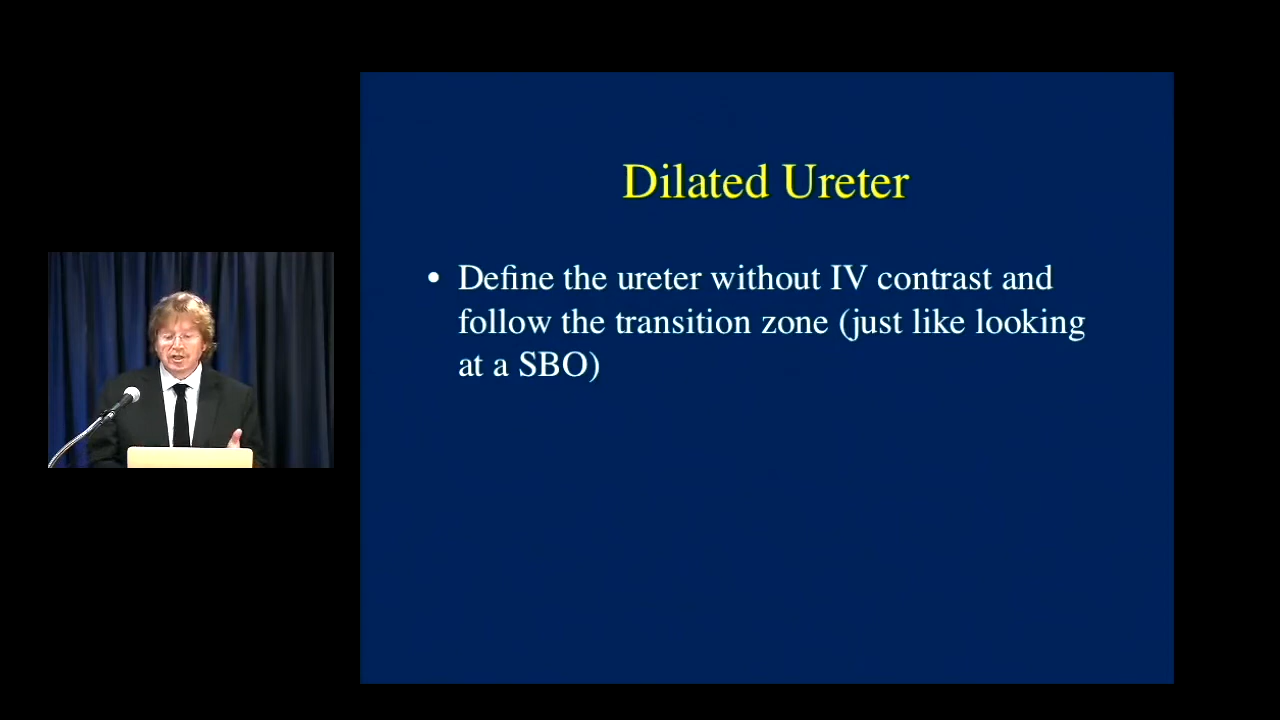 Dilated Ureter
• Define the ureter without IV contrast and
follow the transition zone (just like looking
at a SBO)